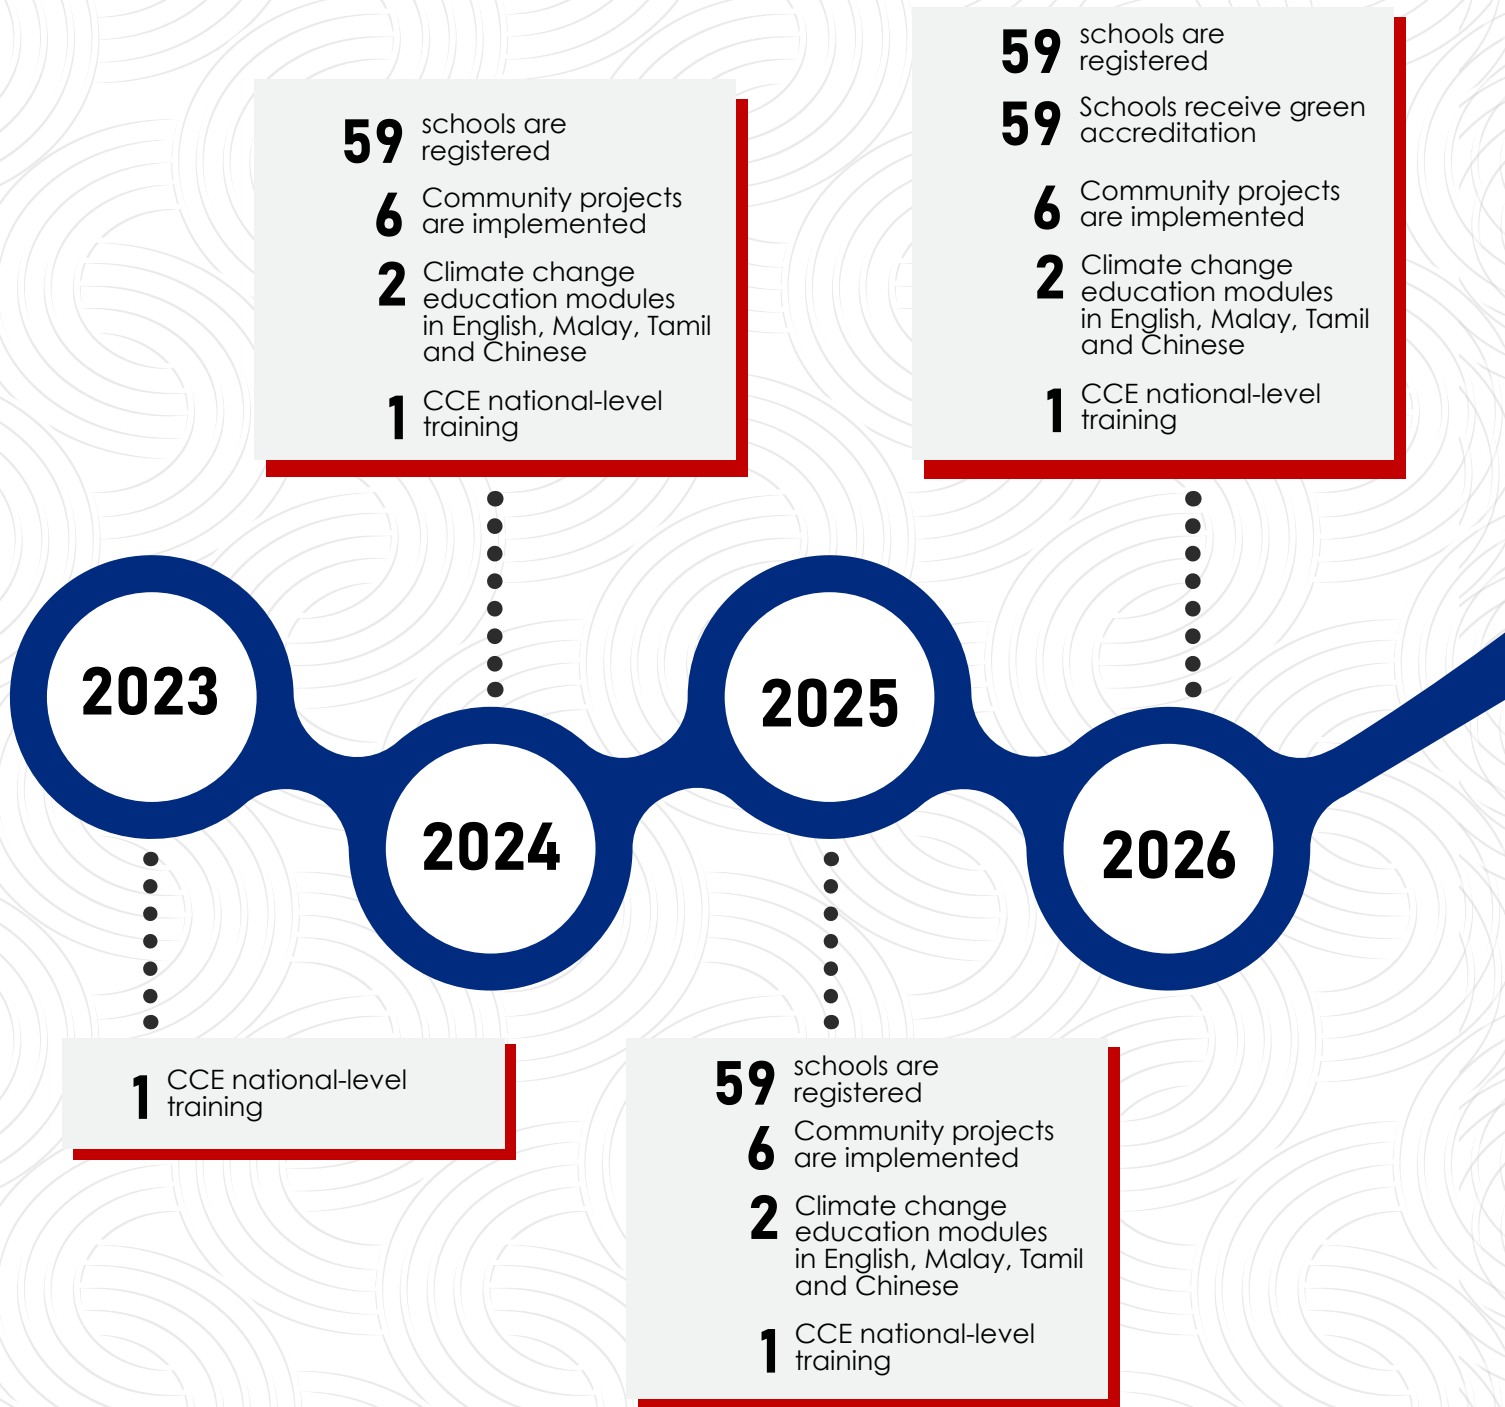 59 schools are
registered
6 Community projects
are implemented
2 Climate change
education modules
in English, Malay, Tamil
and Chinese
1 CCE national-level
training
59 schools are
registered
59 Schools receive green
accreditation
6 Community projects
are implemented
2 Climate change
education modules
in English, Malay, Tamil
and Chinese
1 CCE national-level
training
2023
2024
2025
2026
1 CCE national-level
training
59 schools are
registered
6 Community projects
are implemented
2 Climate change
education modules
in English, Malay, Tamil
and Chinese
1 CCE national-level
training